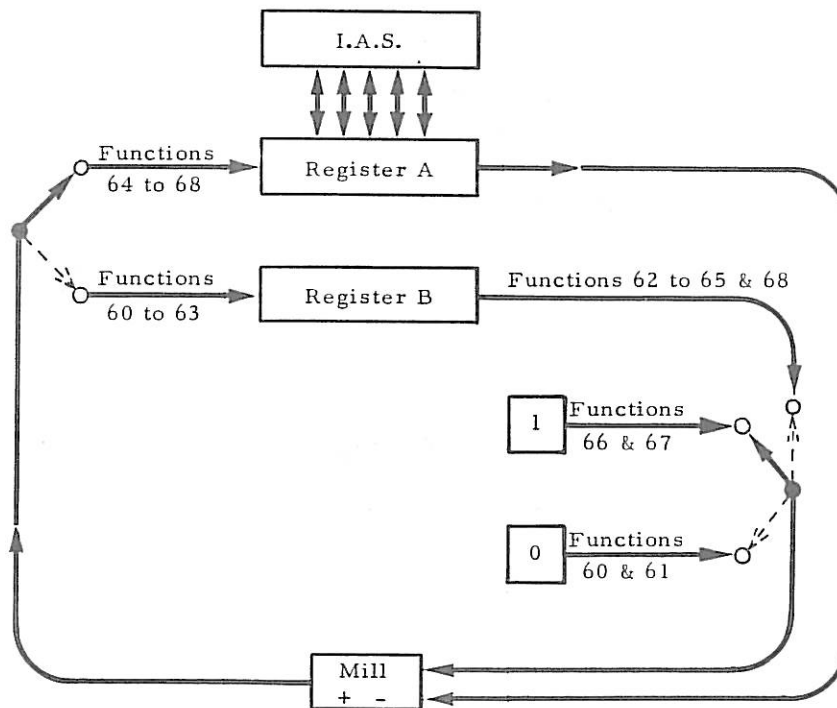 I.A.S.
Functions
64 to 68
Register A
Functions
60 to 63
Register B
Functions 62 to 65 & 68
1
Functions
66 & 67
0
Functions
60 & 61
Mill
+ -